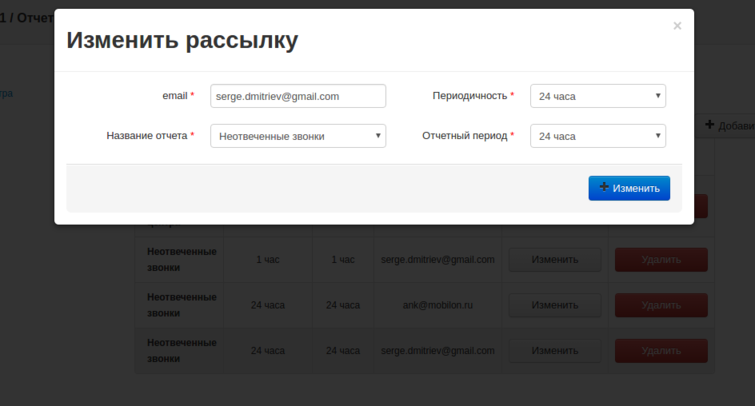 1 / Отчет
×
Изменить рассылку
email * serge.dmitriev@gmail.com Периодичность * 24 часа
Название отчета * Неотвеченные звонки Отчетный период * 24 часа
Изменить
Неотвеченные звонки 1 час 1 час serge.dmitriev@gmail.com Изменить Удалить
Неотвеченные звонки 24 часа 24 часа ank@mobilon.ru Изменить Удалить
Неотвеченные звонки 24 часа 24 часа serge.dmitriev@gmail.com Изменить Удалить